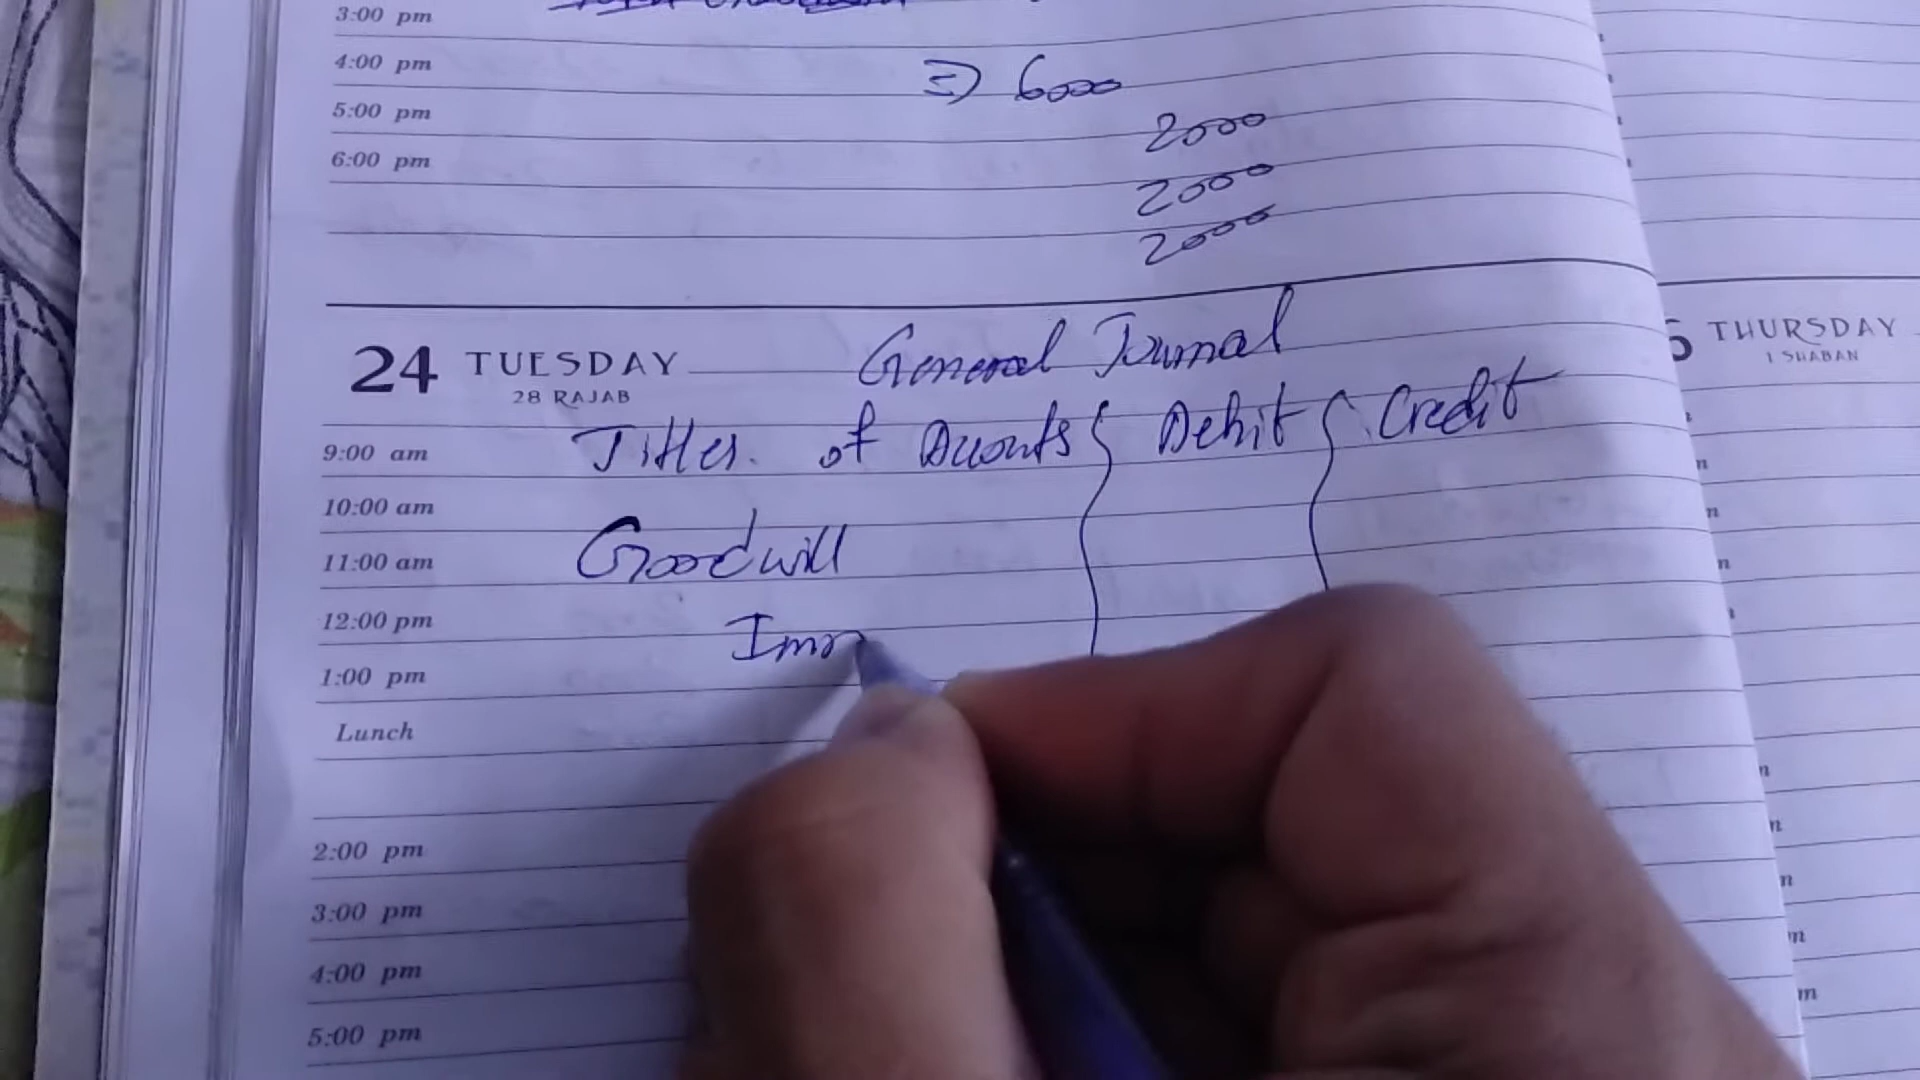 3:00 pm
4:00 pm
=> 6000
5:00 pm
2000
6:00 pm
2000
2000
24 TUESDAY
28 RAJAB
General Journal
THURSDAY
1 SHABAN
Titles. of Accounts Debit Credit
9:00 am
10:00 am
Goodwill
11:00 am
12:00 pm
Imr
1:00 pm
Lunch
2:00 pm
3:00 pm
4:00 pm
5:00 pm